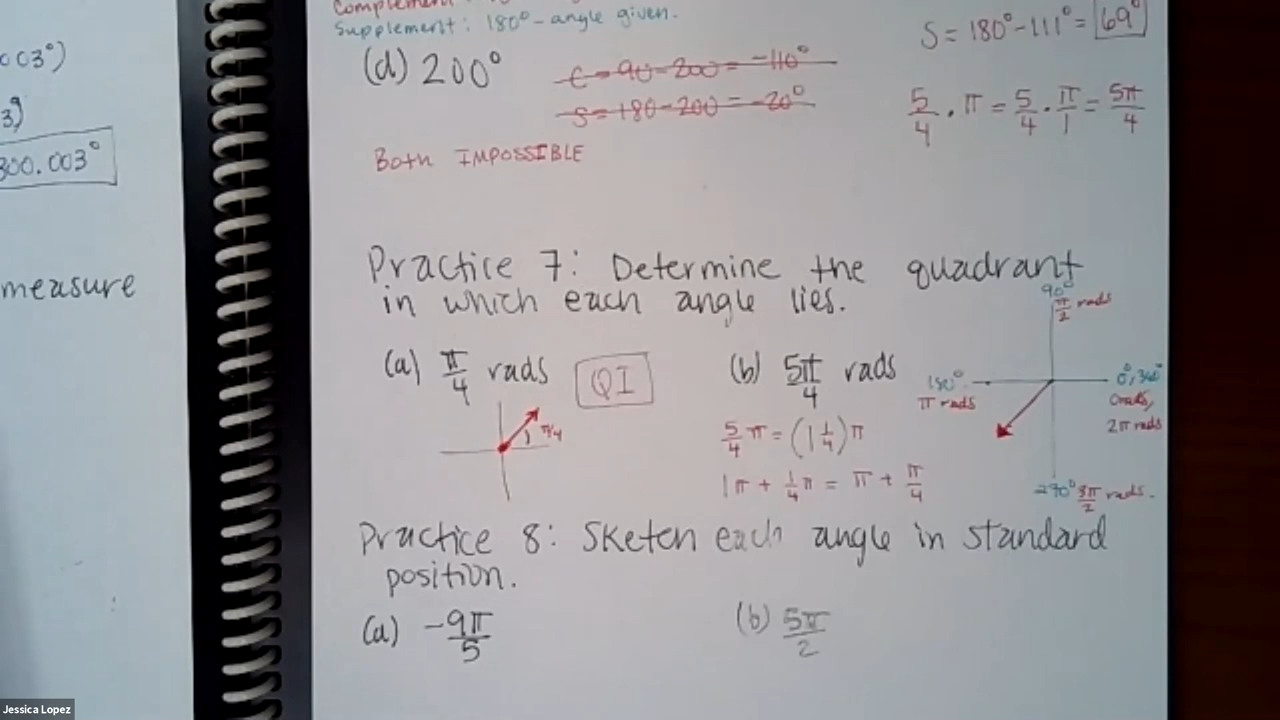 Supplement: 180° - angle given.
003°)
S = 180° - 111° = 69°
(d) 200°
C = 90 - 200 = -110°
S = 180 - 200 = -20°
5/4 · π = 5/4 · π/1 = 5π/4
300.003°
Both IMPOSSIBLE
measure
Practice 7: Determine the quadrant
in which each angle lies.
(a) π/4 rads
QI
π/4
(b) 5π/4 rads
5/4 π = (1 1/4)π
1π + 1/4 π = π + π/4
90°
π/2 rads
180°
π rads
0°, 360°
0 rads,
2π rads
270° 3π/2 rads.
Practice 8: Sketch each angle in standard
position.
(a) -9π/5
(b) 5π/2
Jessica Lopez